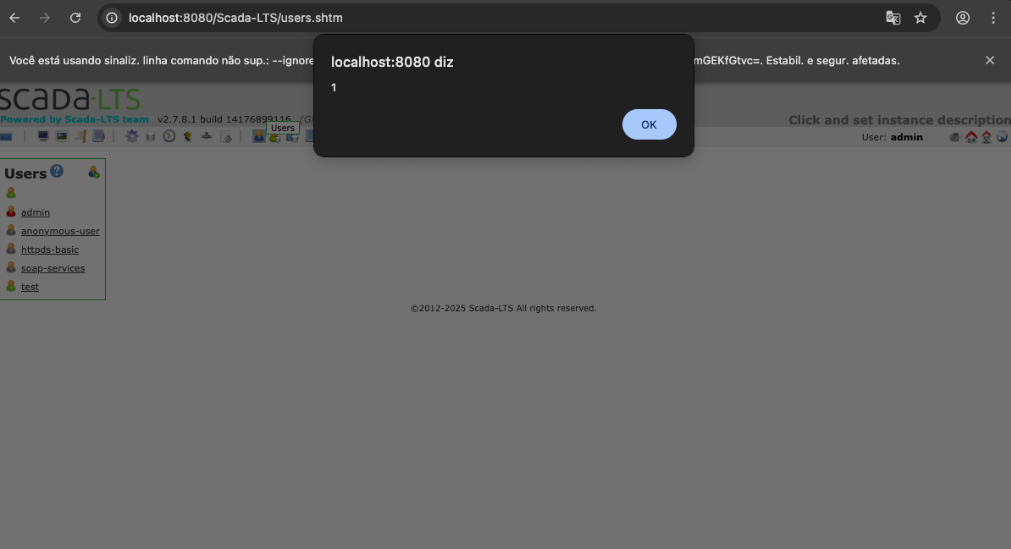 localhost:8080/Scada-LTS/users.shtm
Você está usando sinaliz. linha comando não sup.: --ignore
mGEKfGtvc=. Estabil. e segur. afetadas.
localhost:8080 diz
1
OK
SCADA-LTS
Powered by Scada-LTS team v2.7.8.1 build 14176899116
Click and set instance description
Users
User: admin
Users
admin
anonymous-user
httpds-basic
soap-services
test
©2012-2025 Scada-LTS All rights reserved.